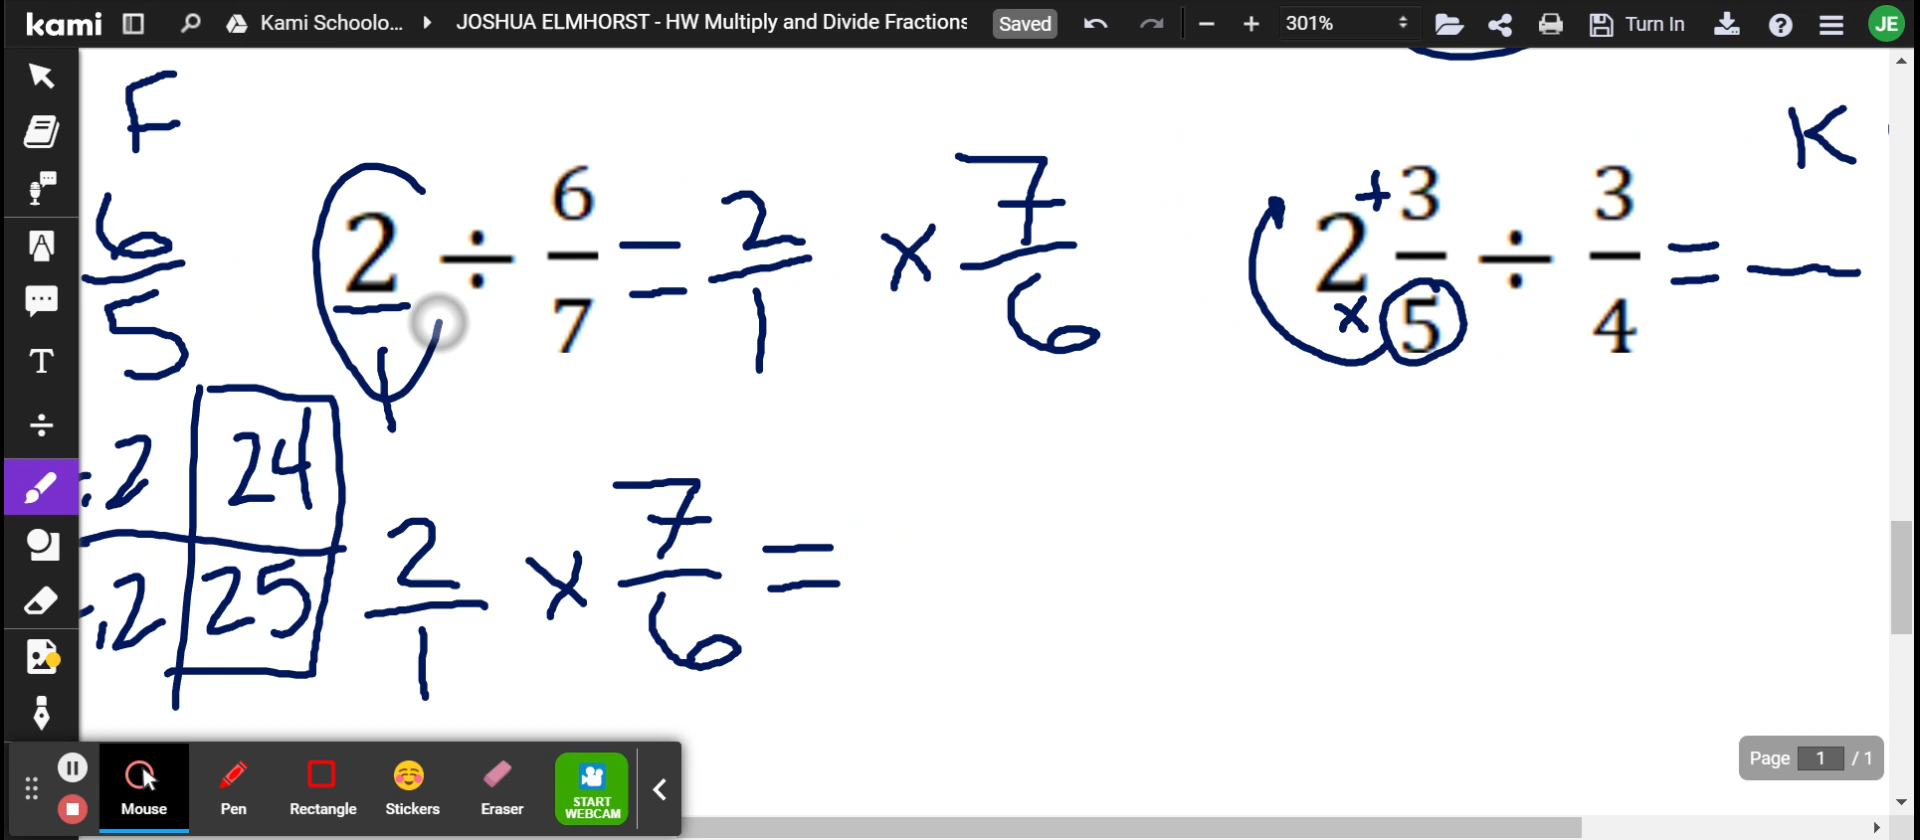 kami Kami Schoolo... JOSHUA ELMHORST - HW Multiply and Divide Fractions Saved 301% Turn In JE
F
K
6/5
2/1 ÷ 6/7 = 2/1 × 7/6
2 + 3/5 ÷ 3/4 =
×
:2 24
:2 25
2/1 × 7/6 =
T
Page 1 / 1
Mouse Pen Rectangle Stickers Eraser START WEBCAM